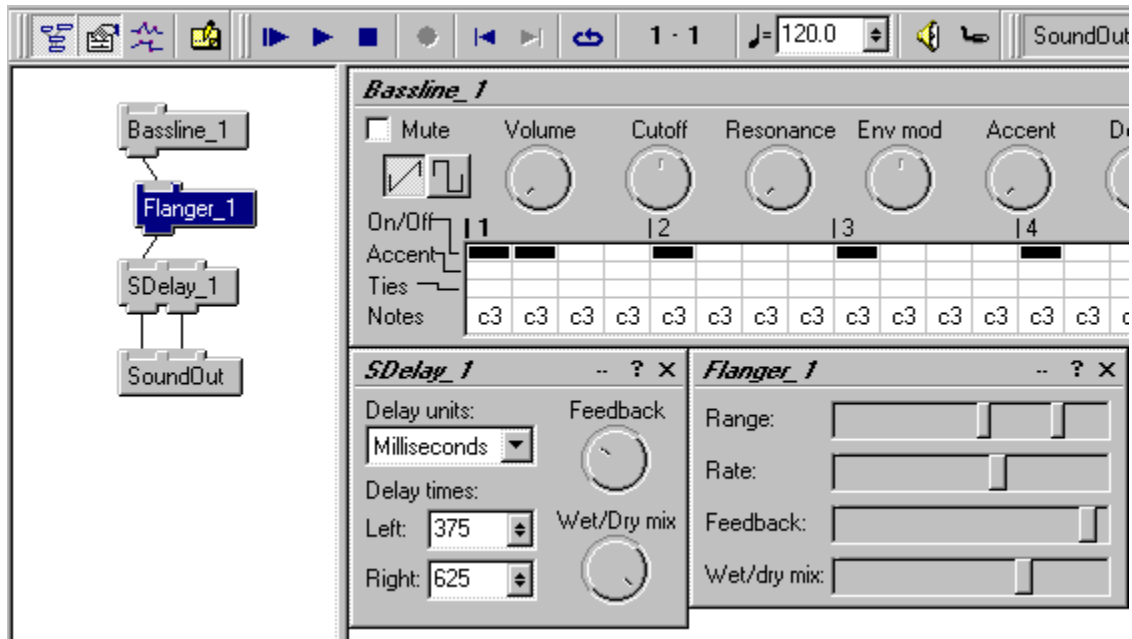 1 · 1 ♩= 120.0 SoundOut
Bassline_1
Flanger_1
SDelay_1
SoundOut
Bassline_1
Mute Volume Cutoff Resonance Env mod Accent
On/Off 1 2 3 4
Accent
Ties
Notes c3 c3 c3 c3 c3 c3 c3 c3 c3 c3 c3 c3 c3 c3
SDelay_1 -- ? ×
Delay units: Feedback
Milliseconds
Delay times:
Left: 375 Wet/Dry mix
Right: 625
Flanger_1 -- ? ×
Range:
Rate:
Feedback:
Wet/dry mix: